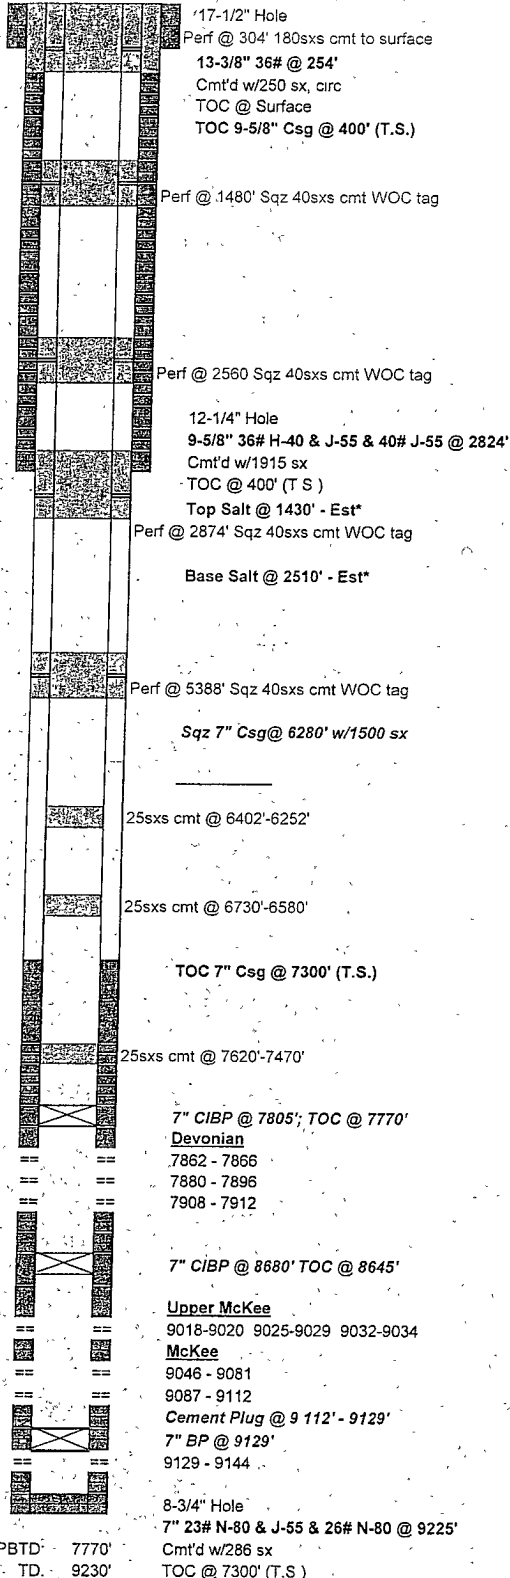 17-1/2" Hole
Perf @ 304' 180sxs cmt to surface
13-3/8" 36# @ 254'
Cmt'd w/250 sx, circ
TOC @ Surface
TOC 9-5/8" Csg @ 400' (T.S.)
Perf @ 1480' Sqz 40sxs cmt WOC tag
Perf @ 2560 Sqz 40sxs cmt WOC tag
12-1/4" Hole
9-5/8" 36# H-40 & J-55 & 40# J-55 @ 2824'
Cmt'd w/1915 sx
TOC @ 400' (T S )
Top Salt @ 1430' - Est*
Perf @ 2874' Sqz 40sxs cmt WOC tag
Base Salt @ 2510' - Est*
Perf @ 5388' Sqz 40sxs cmt WOC tag
Sqz 7" Csg@ 6280' w/1500 sx
25sxs cmt @ 6402'-6252'
25sxs cmt @ 6730'-6580'
TOC 7" Csg @ 7300' (T.S.)
25sxs cmt @ 7620'-7470'
7" CIBP @ 7805'; TOC @ 7770'
Devonian
7862 - 7866
7880 - 7896
7908 - 7912
7" CIBP @ 8680' TOC @ 8645'
Upper McKee
9018-9020 9025-9029 9032-9034
McKee
9046 - 9081
9087 - 9112
Cement Plug @ 9 112' - 9129'
7" BP @ 9129'
9129 - 9144
8-3/4" Hole
7" 23# N-80 & J-55 & 26# N-80 @ 9225'
PBTD: 7770' Cmt'd w/286 sx
TD. 9230' TOC @ 7300' (T.S )